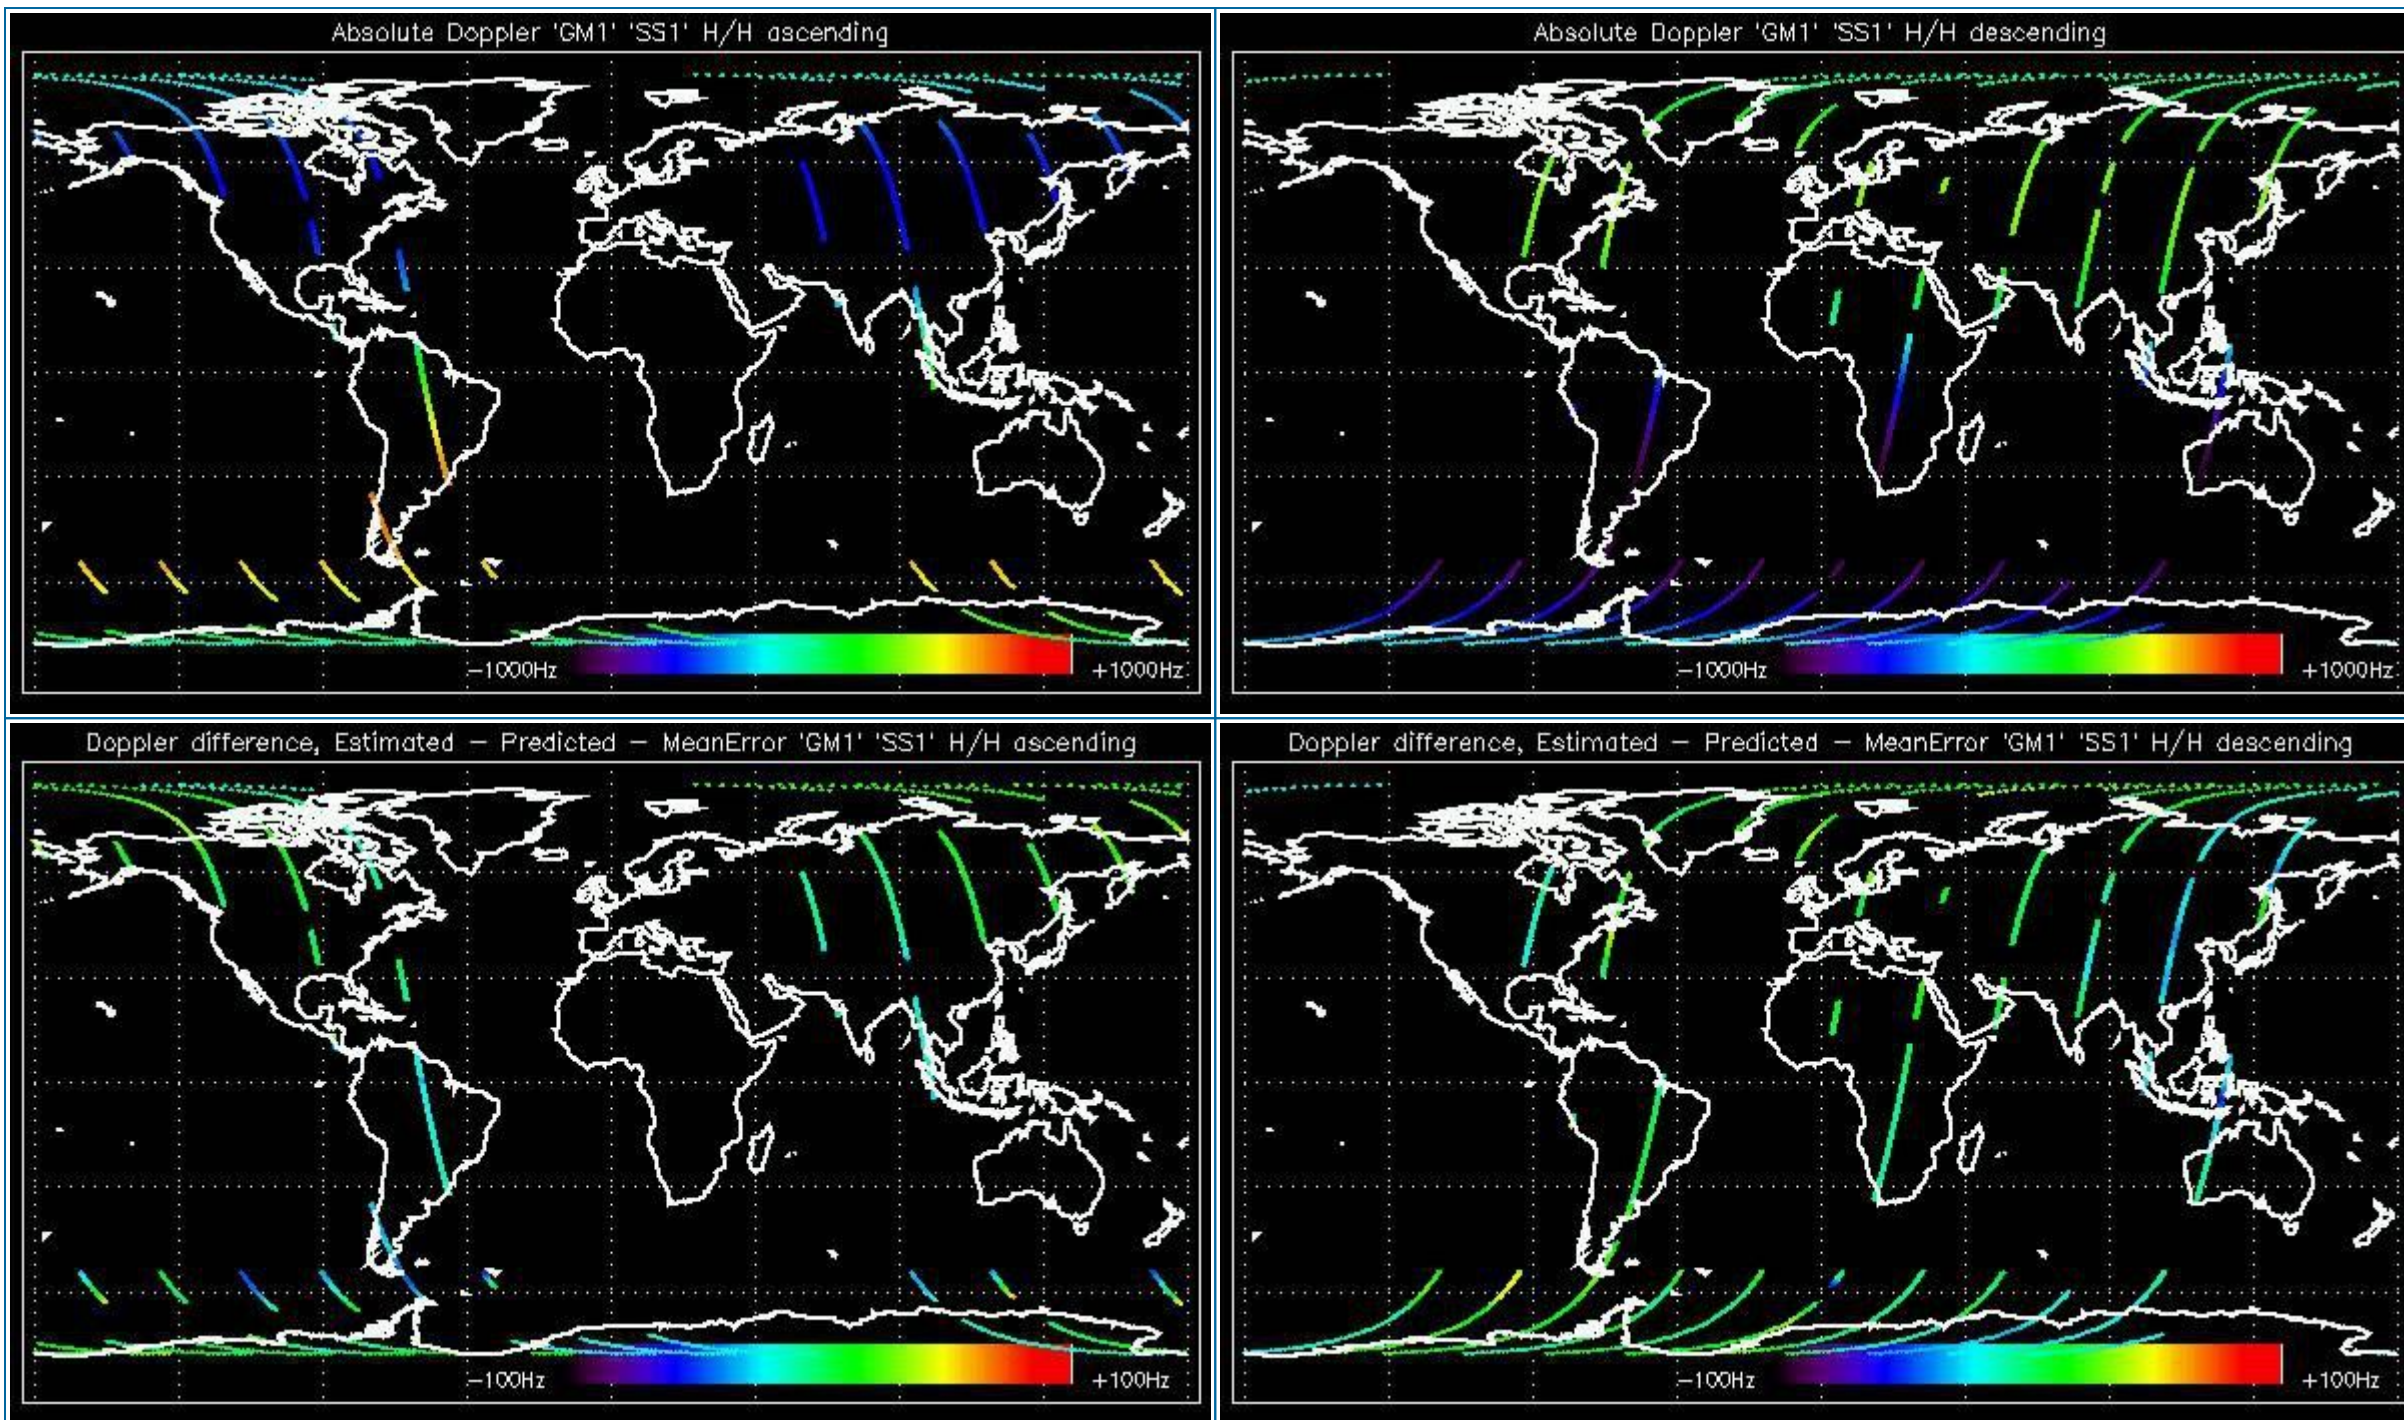 Absolute Doppler 'GM1' 'SS1' H/H ascending
−1000Hz
+1000Hz
Absolute Doppler 'GM1' 'SS1' H/H descending
−1000Hz
+1000Hz
Doppler difference, Estimated − Predicted − MeanError 'GM1' 'SS1' H/H ascending
−100Hz
+100Hz
Doppler difference, Estimated − Predicted − MeanError 'GM1' 'SS1' H/H descending
−100Hz
+100Hz